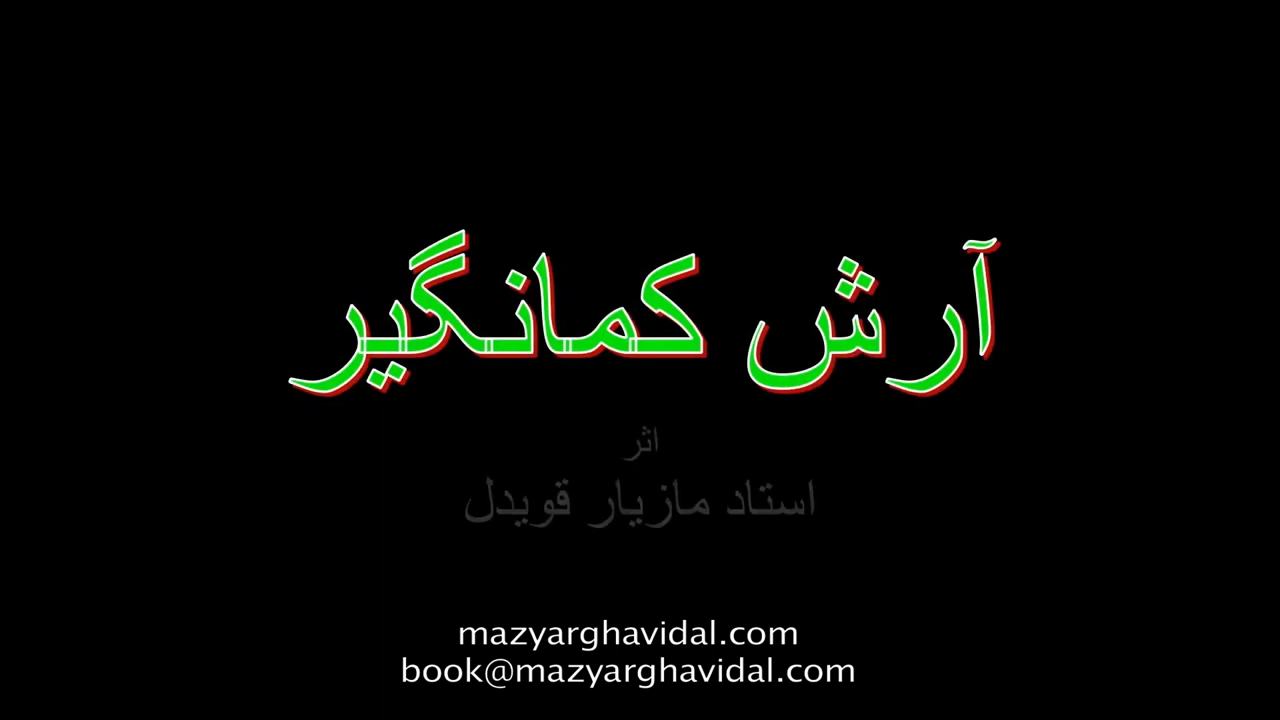 آرش کمانگیر
اثر
استاد مازیار قویدل
mazyarghavidal.com
book@mazyarghavidal.com